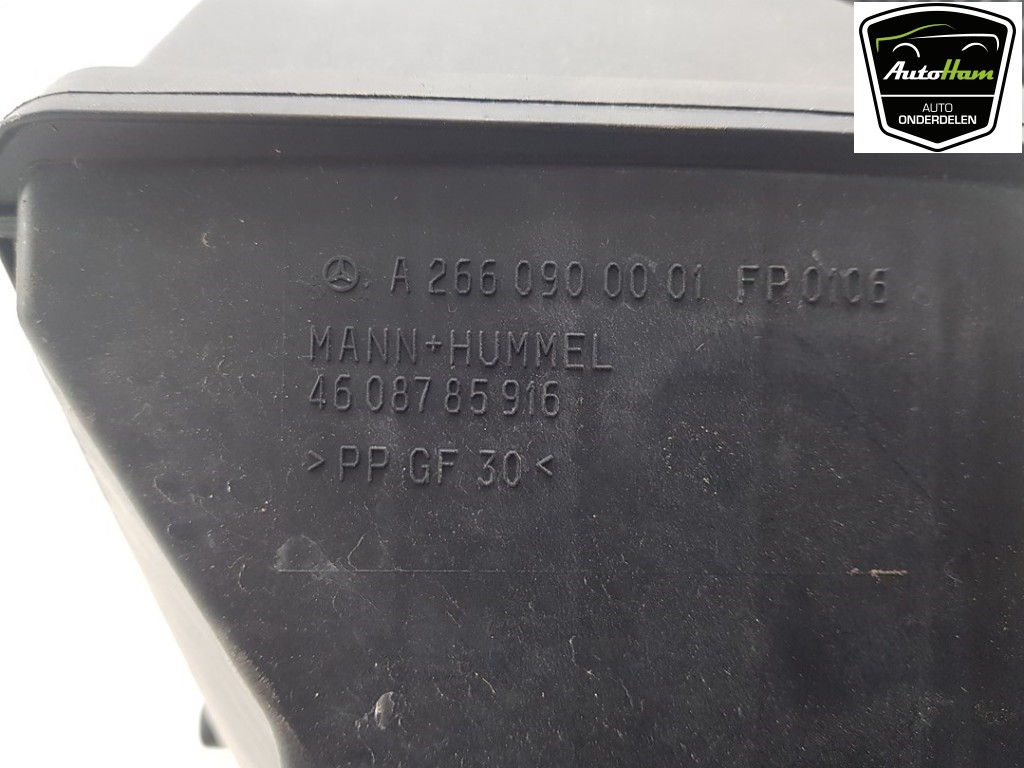 AutoHam
AUTO
ONDERDELEN
A 266 090 00 01 FP 0106
MANN+HUMMEL
46 087 85 916
> PP GF 30 <